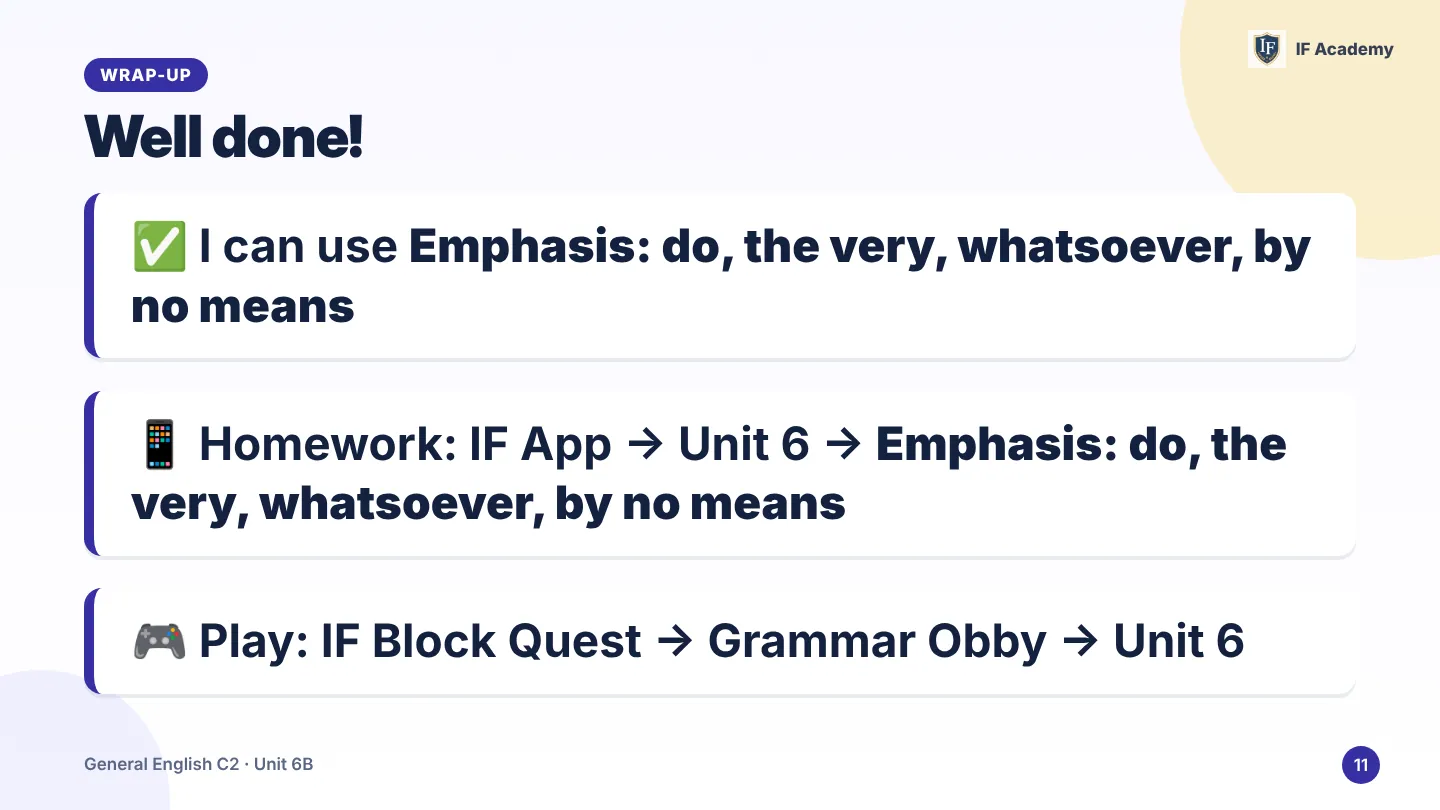 IF Academy
WRAP-UP
Well done!
✅ I can use Emphasis: do, the very, whatsoever, by
no means
📱 Homework: IF App → Unit 6 → Emphasis: do, the
very, whatsoever, by no means
🎮 Play: IF Block Quest → Grammar Obby → Unit 6
General English C2 · Unit 6B
11